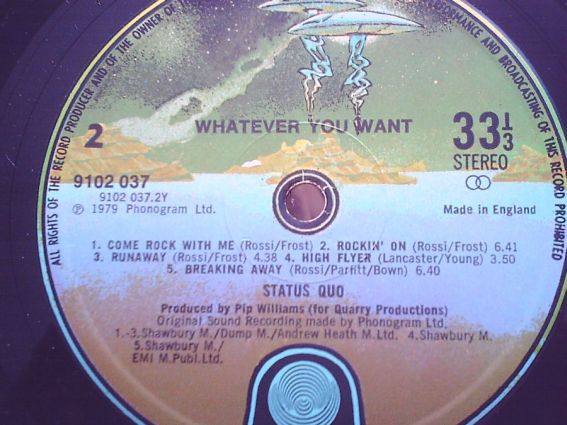 ALL RIGHTS OF THE RECORD PRODUCER AND OF THE OWNER OF
PERFORMANCE AND BROADCASTING OF THIS RECORD PROHIBITED
WHATEVER YOU WANT
2
33⅓
STEREO
9102 037
9102 037.2Y
℗ 1979 Phonogram Ltd.
Made in England
1. COME ROCK WITH ME (Rossi/Frost) 2. ROCKIN' ON (Rossi/Frost) 6.41
3. RUNAWAY (Rossi/Frost) 4.38 4. HIGH FLYER (Lancaster/Young) 3.50
5. BREAKING AWAY (Rossi/Parfitt/Bown) 6.40
STATUS QUO
Produced by Pip Williams (for Quarry Productions)
Original Sound Recording made by Phonogram Ltd.
1.-3.Shawbury M./Dump M./Andrew Heath M.Ltd. 4.Shawbury M.
5.Shawbury M./
EMI M.Publ.Ltd.